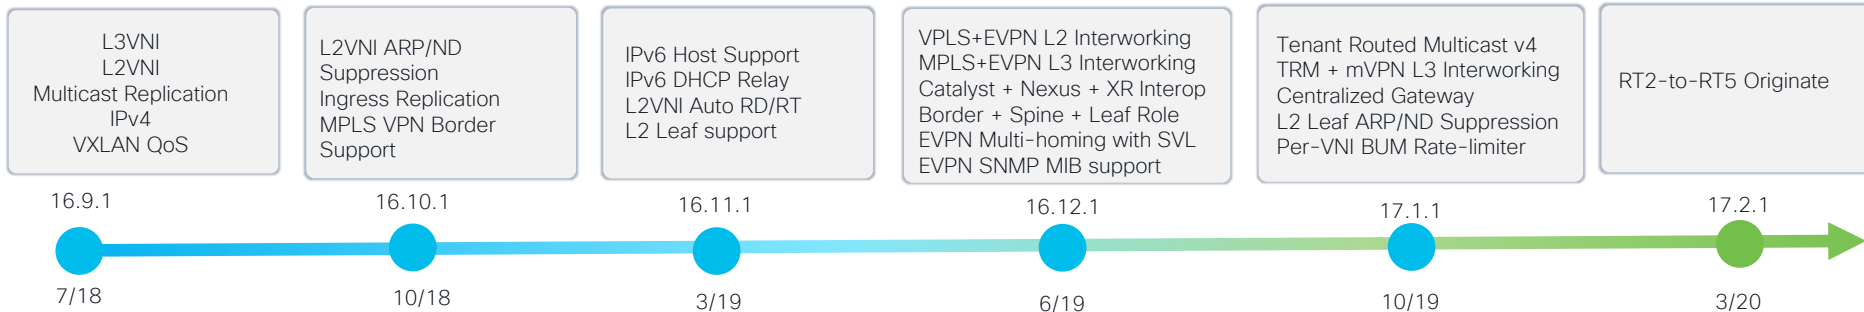 L3VNI
L2VNI
Multicast Replication
IPv4
VXLAN QoS
L2VNI ARP/ND
Suppression
Ingress Replication
MPLS VPN Border
Support
IPv6 Host Support
IPv6 DHCP Relay
L2VNI Auto RD/RT
L2 Leaf support
VPLS+EVPN L2 Interworking
MPLS+EVPN L3 Interworking
Catalyst + Nexus + XR Interop
Border + Spine + Leaf Role
EVPN Multi-homing with SVL
EVPN SNMP MIB support
Tenant Routed Multicast v4
TRM + mVPN L3 Interworking
Centralized Gateway
L2 Leaf ARP/ND Suppression
Per-VNI BUM Rate-limiter
RT2-to-RT5 Originate
16.9.1
16.10.1
16.11.1
16.12.1
17.1.1
17.2.1
7/18
10/18
3/19
6/19
10/19
3/20